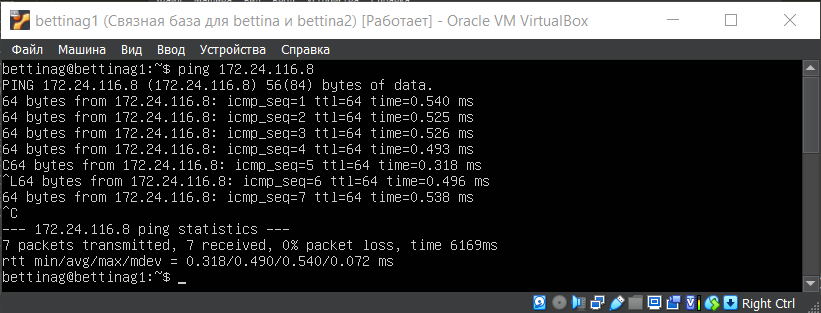 bettinag1 (Связная база для bettina и bettina2) [Работает] - Oracle VM VirtualBox
Файл Машина Вид Ввод Устройства Справка
bettinag@bettinag1:~$ ping 172.24.116.8
PING 172.24.116.8 (172.24.116.8) 56(84) bytes of data.
64 bytes from 172.24.116.8: icmp_seq=1 ttl=64 time=0.540 ms
64 bytes from 172.24.116.8: icmp_seq=2 ttl=64 time=0.525 ms
64 bytes from 172.24.116.8: icmp_seq=3 ttl=64 time=0.526 ms
64 bytes from 172.24.116.8: icmp_seq=4 ttl=64 time=0.493 ms
C64 bytes from 172.24.116.8: icmp_seq=5 ttl=64 time=0.318 ms
^L64 bytes from 172.24.116.8: icmp_seq=6 ttl=64 time=0.496 ms
64 bytes from 172.24.116.8: icmp_seq=7 ttl=64 time=0.538 ms
^C
--- 172.24.116.8 ping statistics ---
7 packets transmitted, 7 received, 0% packet loss, time 6169ms
rtt min/avg/max/mdev = 0.318/0.490/0.540/0.072 ms
bettinag@bettinag1:~$ _
Right Ctrl